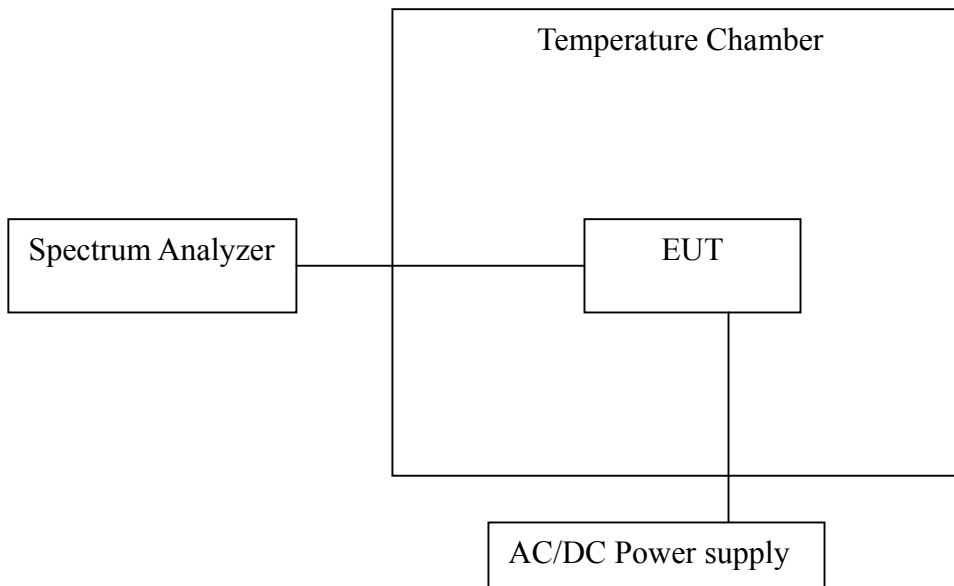 Temperature Chamber
Spectrum Analyzer
EUT
AC/DC Power supply